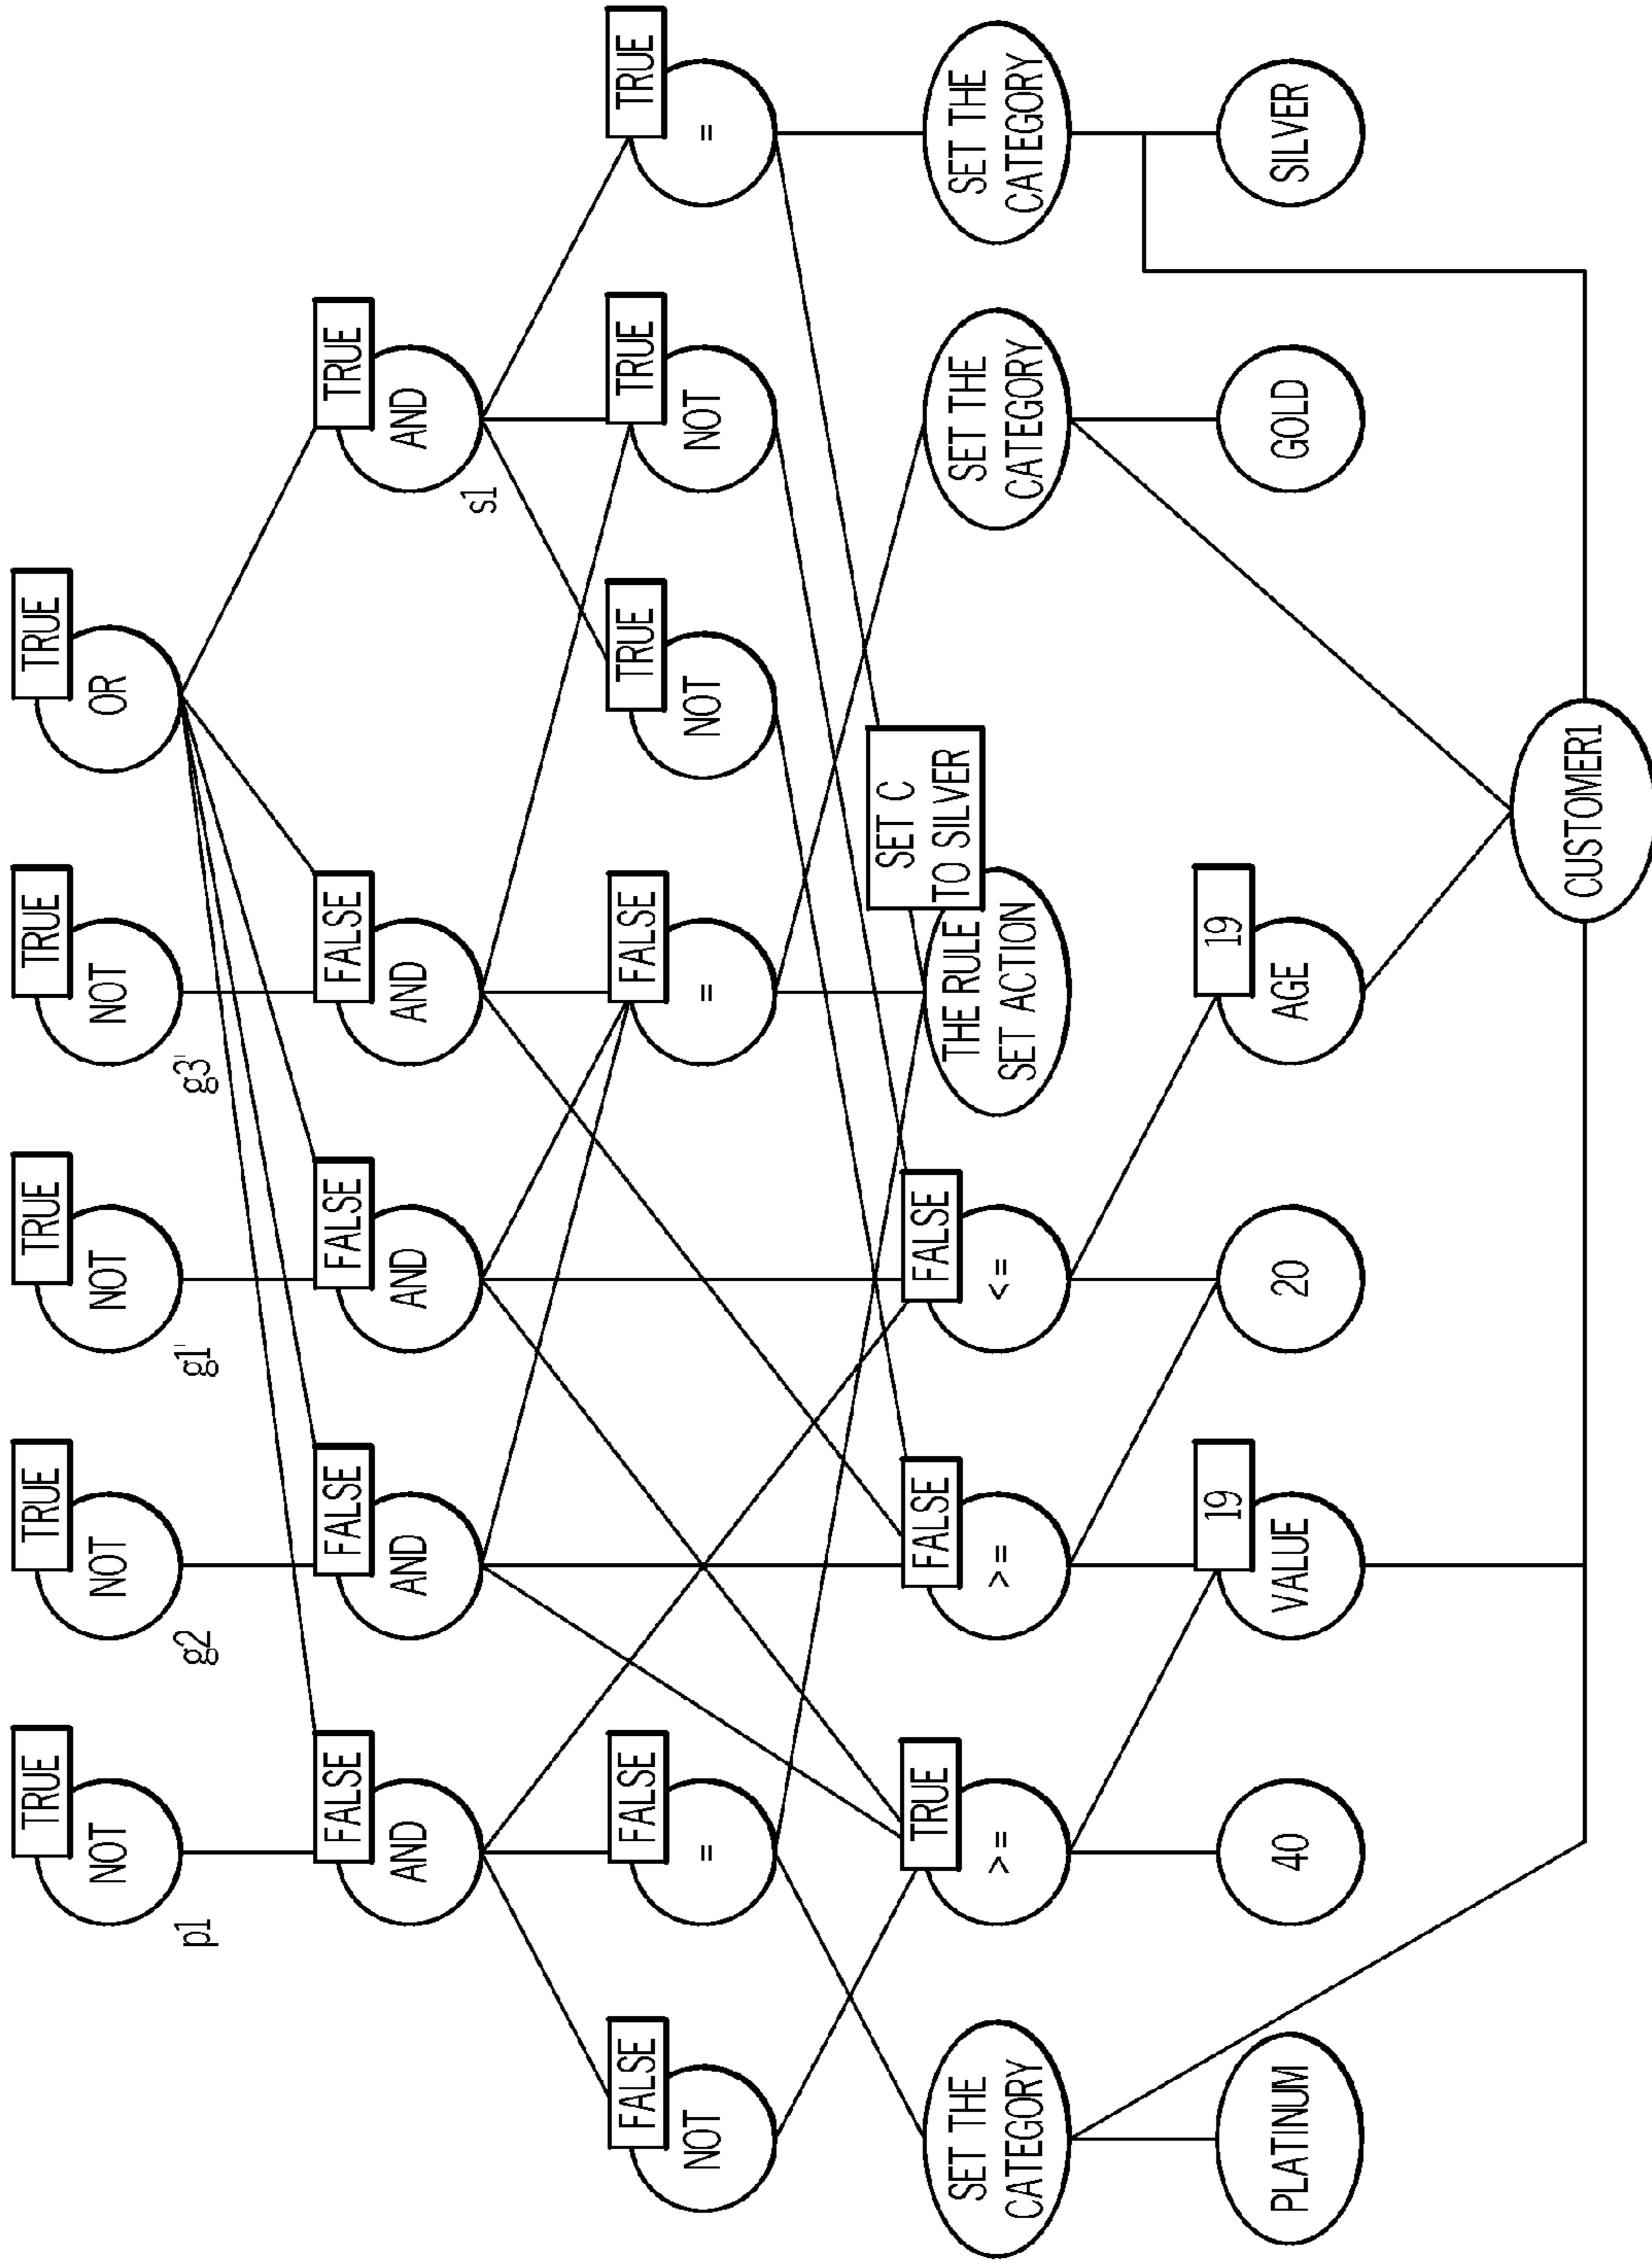 TRUE
NOT
p1
TRUE
NOT
g2
TRUE
NOT
g1'
TRUE
NOT
g3'
TRUE
OR
FALSE
AND
FALSE
AND
FALSE
AND
FALSE
AND
TRUE
AND
s1
FALSE
NOT
FALSE
=
FALSE
=
TRUE
NOT
TRUE
NOT
TRUE
=
SET THE
CATEGORY
TRUE
>=
FALSE
>=
FALSE
<=
SET C
TO SILVER
THE RULE
SET ACTION
SET THE
CATEGORY
SET THE
CATEGORY
PLATINUM
40
19
VALUE
20
19
AGE
GOLD
SILVER
CUSTOMER1